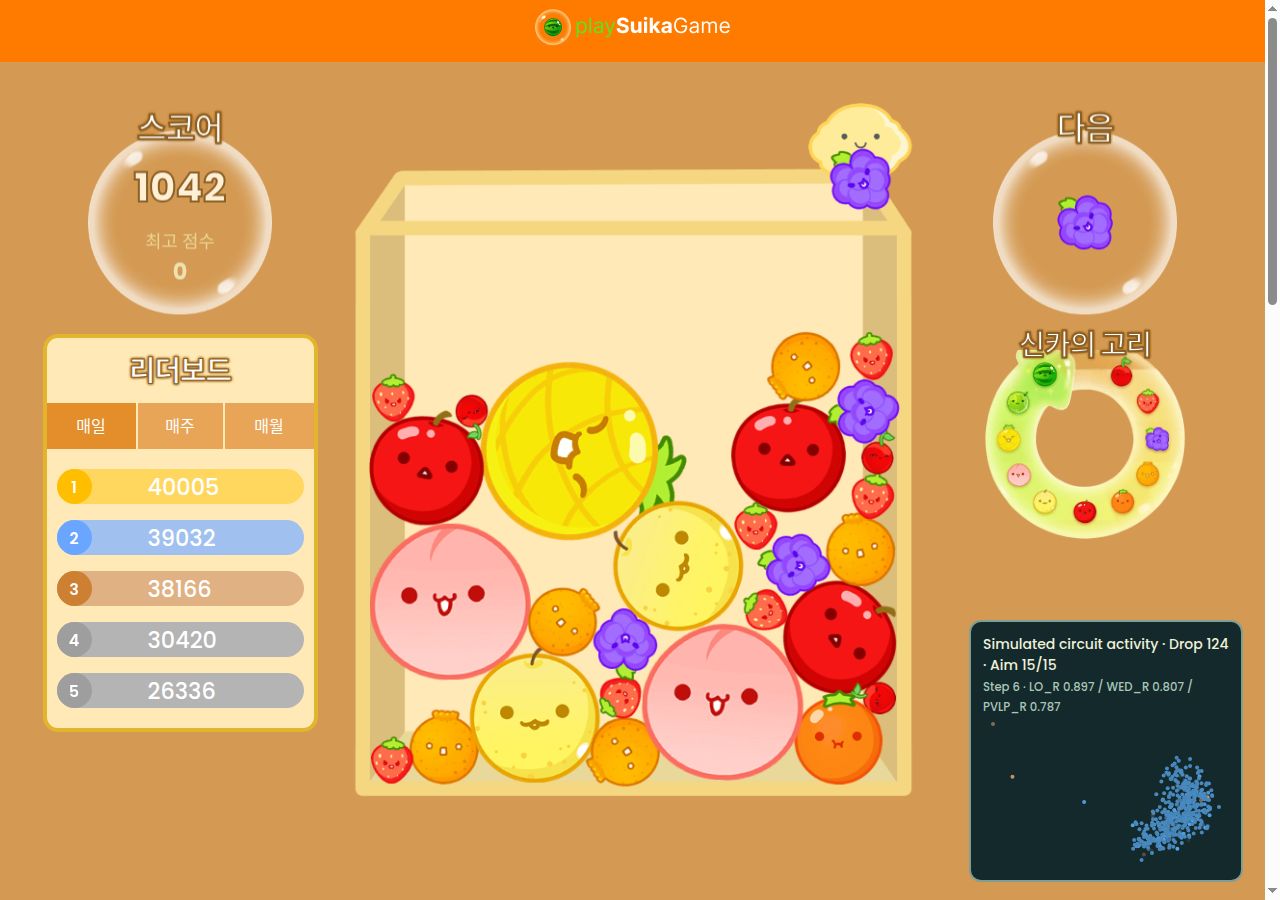 playSuikaGame
스코어
1042
최고 점수
0
다음
리더보드
매일
매주
매월
1 40005
2 39032
3 38166
4 30420
5 26336
신카의 고리
Simulated circuit activity · Drop 124
· Aim 15/15
Step 6 · LO_R 0.897 / WED_R 0.807 /
PVLP_R 0.787